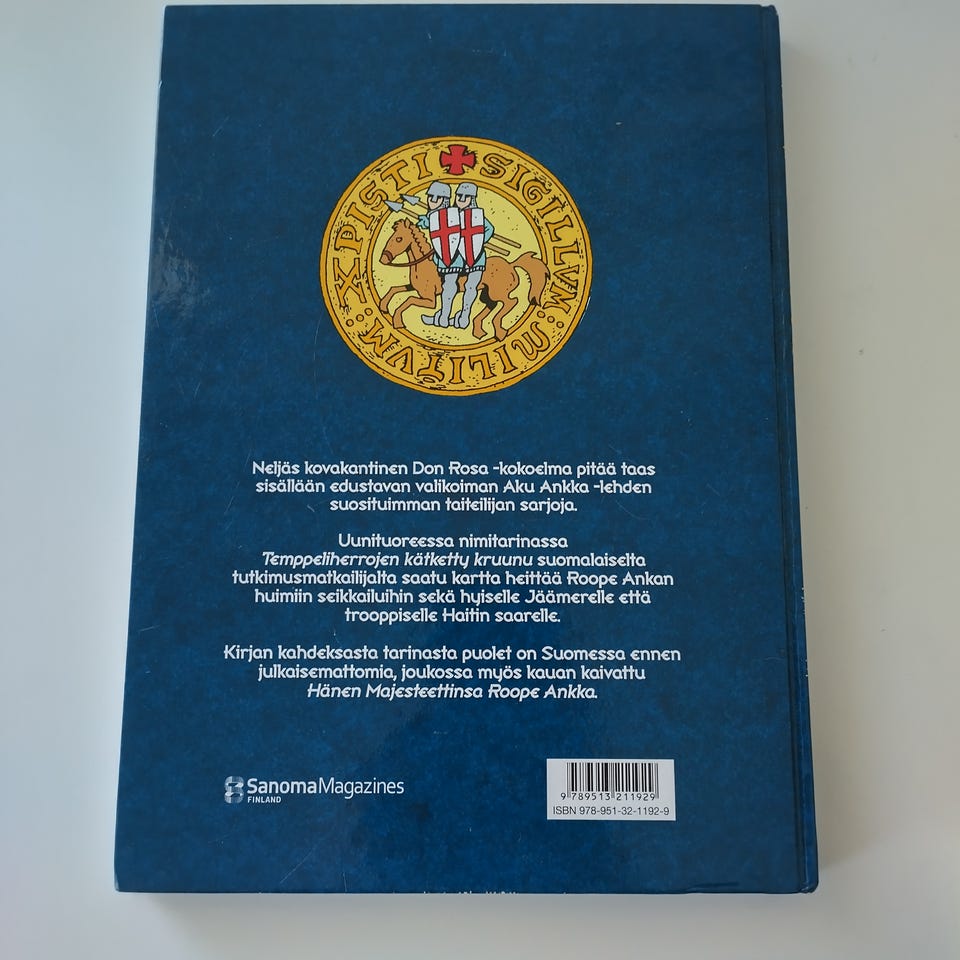 SIGILLVM: MILITVM: XPISTI
Neljäs kovakantinen Don Rosa -kokoelma pitää taas
sisällään edustavan valikoiman Aku Ankka -lehden
suosituimman taiteilijan sarjoja.
Uunituoreessa nimitarinassa
Temppeliherrojen kätketty kruunu suomalaiselta
tutkimusmatkailijalta saatu kartta heittää Roope Ankan
huimiin seikkailuihin sekä hyiselle Jäämerelle että
trooppiselle Haitin saarelle.
Kirjan kahdeksasta tarinasta puolet on Suomessa ennen
julkaisemattomia, joukossa myös kauan kaivattu
Hänen Majesteettinsa Roope Ankka.
SanomaMagazines
FINLAND
9 789513 211929
ISBN 978-951-32-1192-9